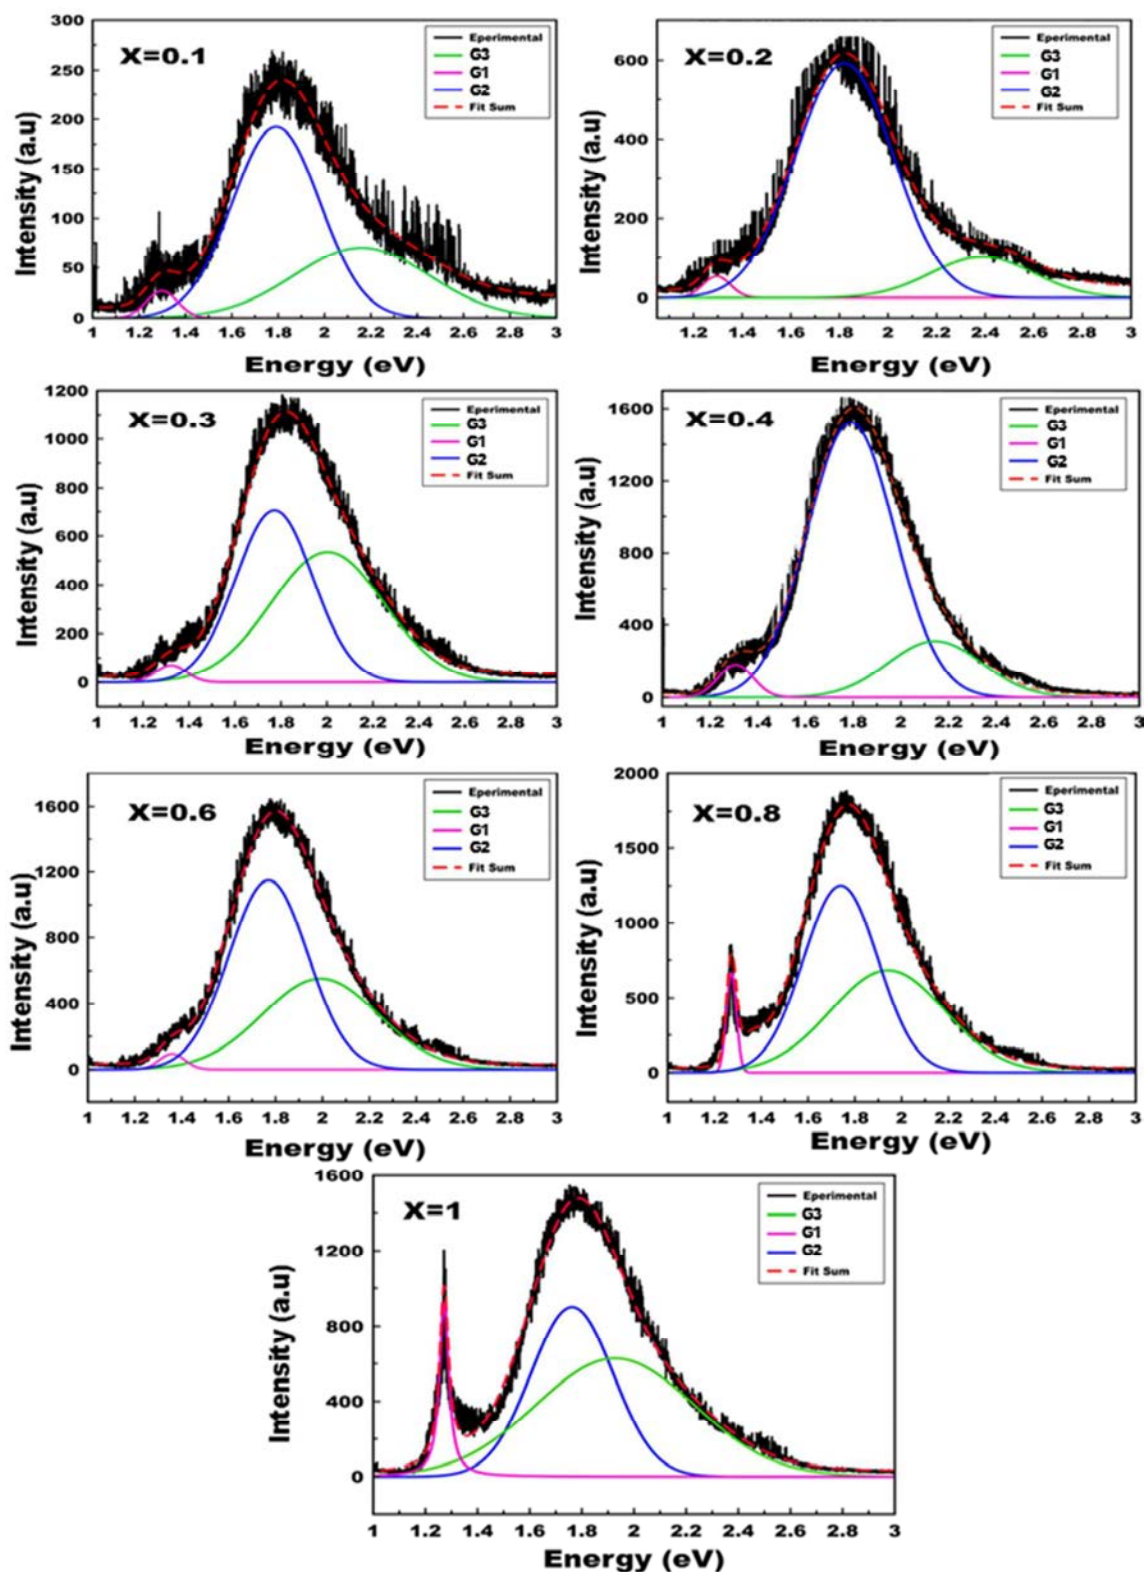 X=0.1
Eperimental
G3
G1
G2
Fit Sum
300
250
200
150
100
50
0
Intensity (a.u)
1 1.2 1.4 1.6 1.8 2 2.2 2.4 2.6 2.8 3
Energy (eV)
X=0.2
Eperimental
G3
G1
G2
Fit Sum
600
400
200
0
Intensity (a.u)
1.2 1.4 1.6 1.8 2 2.2 2.4 2.6 2.8 3
Energy (eV)
X=0.3
Eperimental
G3
G1
G2
Fit Sum
1200
1000
800
600
400
200
0
Intensity (a.u)
1 1.2 1.4 1.6 1.8 2 2.2 2.4 2.6 2.8 3
Energy (eV)
X=0.4
Eperimental
G3
G1
G2
Fit Sum
1600
1200
800
400
0
Intensity (a.u)
1 1.2 1.4 1.6 1.8 2 2.2 2.4 2.6 2.8 3
Energy (eV)
X=0.6
Eperimental
G3
G1
G2
Fit Sum
1600
1200
800
400
0
Intensity (a.u)
1 1.2 1.4 1.6 1.8 2 2.2 2.4 2.6 2.8 3
Energy (eV)
X=0.8
Eperimental
G3
G1
G2
Fit Sum
2000
1500
1000
500
0
Intensity (a.u)
1 1.2 1.4 1.6 1.8 2 2.2 2.4 2.6 2.8 3
Energy (eV)
X=1
Eperimental
G3
G1
G2
Fit Sum
1600
1200
800
400
0
Intensity (a.u)
1 1.2 1.4 1.6 1.8 2 2.2 2.4 2.6 2.8 3
Energy (eV)